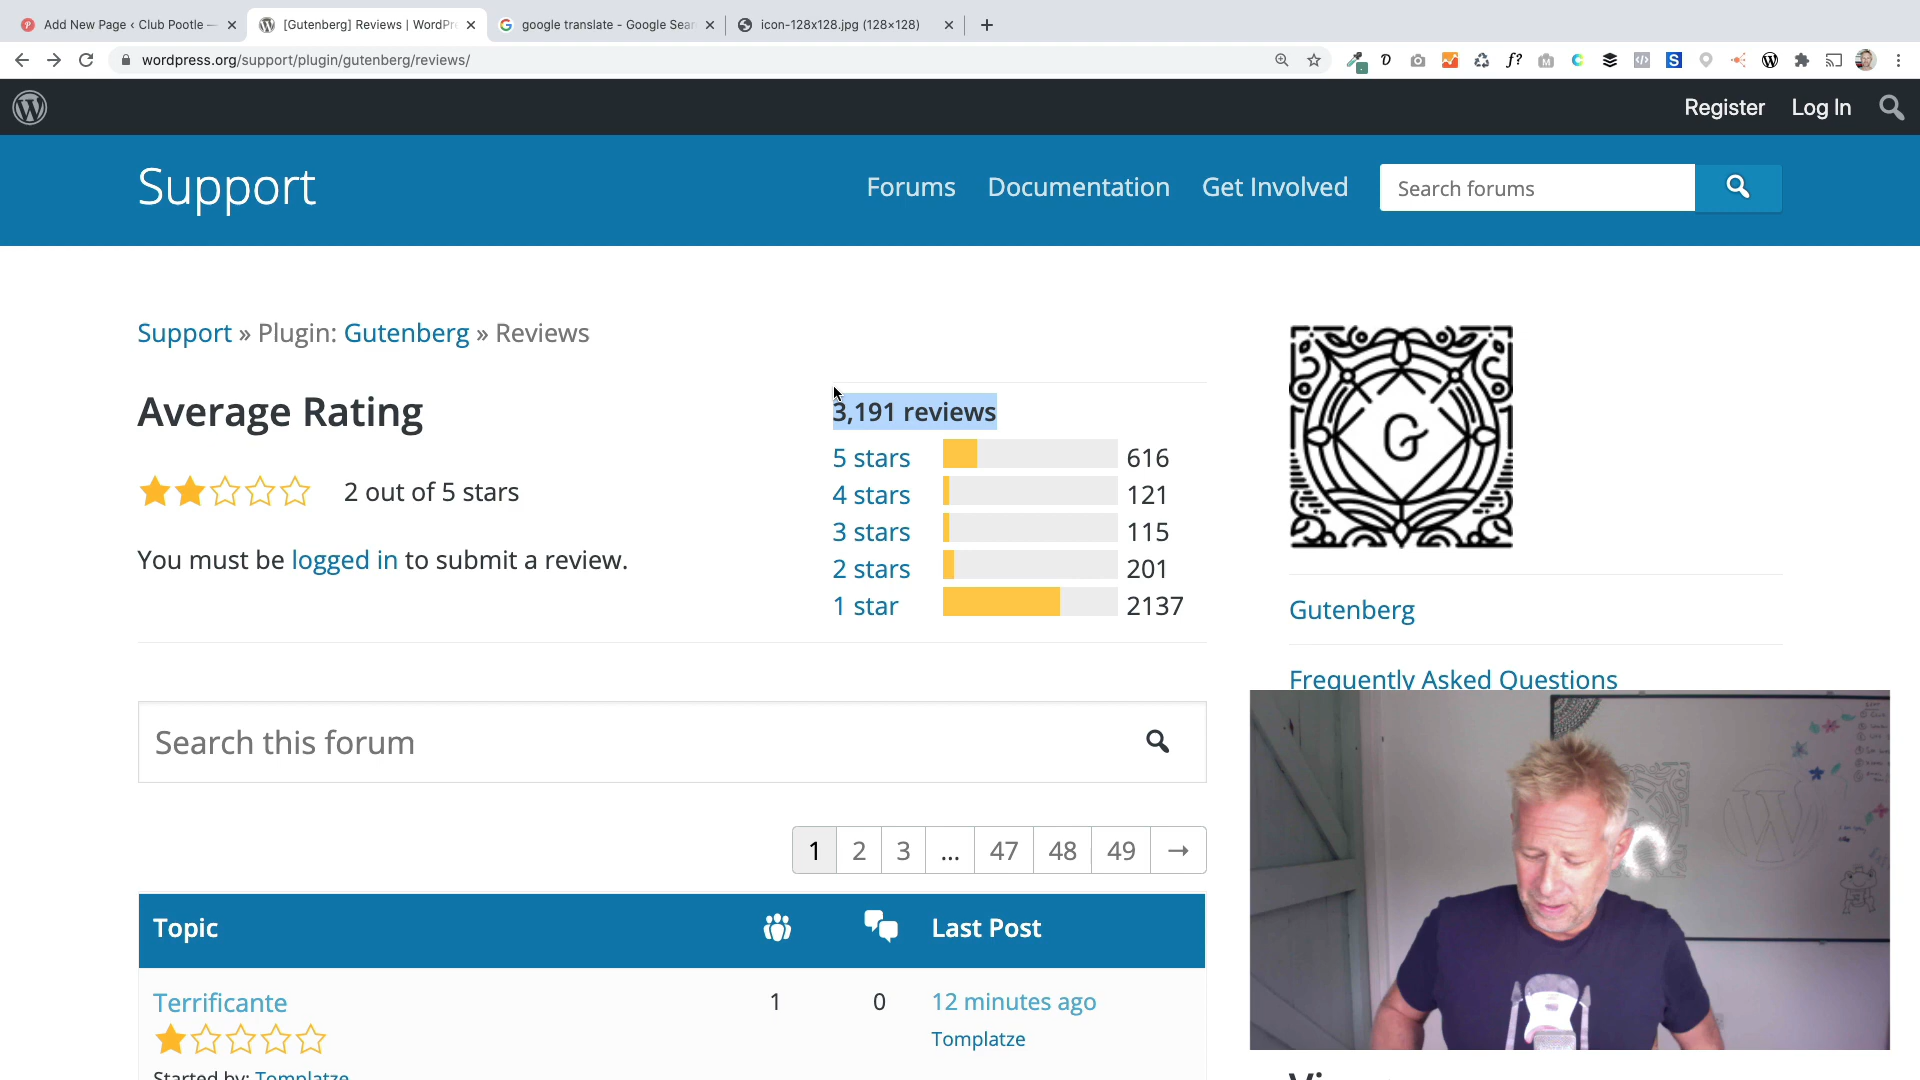 Add New Page ‹ Club Pootle —
[Gutenberg] Reviews | WordPr
google translate - Google Sear
icon-128x128.jpg (128×128)
wordpress.org/support/plugin/gutenberg/reviews/
Register
Log In
Support
Forums
Documentation
Get Involved
Search forums
Support » Plugin: Gutenberg » Reviews
Average Rating
3,191 reviews
5 stars 616
4 stars 121
2 out of 5 stars
3 stars 115
You must be logged in to submit a review.
2 stars 201
1 star 2137
G
Gutenberg
Frequently Asked Questions
Search this forum
1 2 3 ... 47 48 49 →
Topic
Last Post
Terrificante
1
0
12 minutes ago
Tomplatze
Started by: Tomplatze